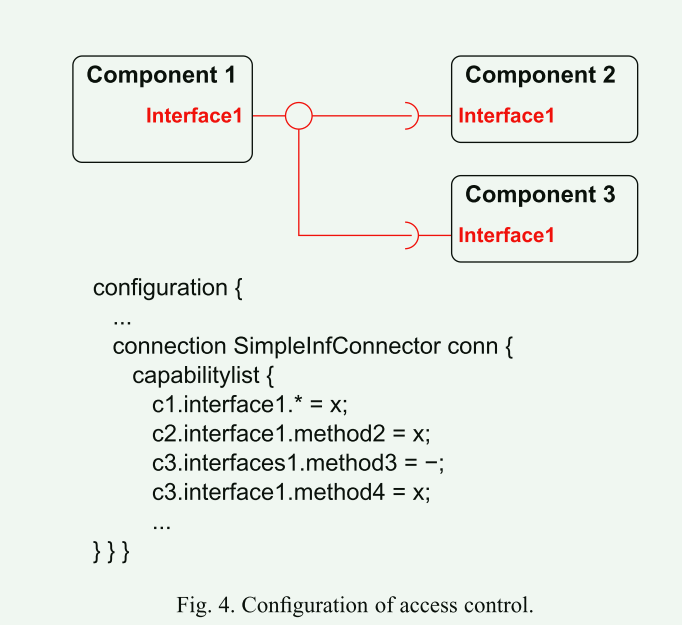 Component 1
Interface1
Component 2
Interface1
Component 3
Interface1
configuration {
...
connection SimpleInfConnector conn {
capabilitylist {
c1.interface1.* = x;
c2.interface1.method2 = x;
c3.interfaces1.method3 = −;
c3.interface1.method4 = x;
...
} } }
Fig. 4. Configuration of access control.